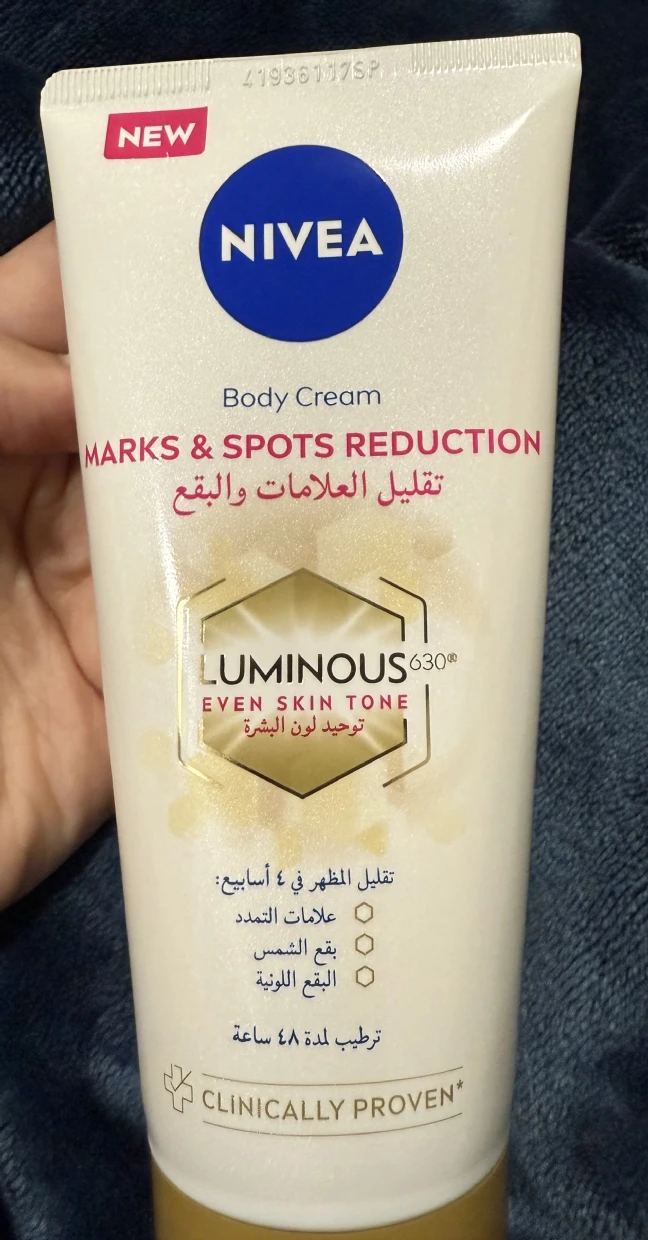 41936117SP
NEW
NIVEA
Body Cream
MARKS & SPOTS REDUCTION
تقليل العلامات والبقع
LUMINOUS630®
EVEN SKIN TONE
توحيد لون البشرة
تقليل المظهر في ٤ أسابيع:
علامات التمدد
بقع الشمس
البقع اللونية
ترطيب لمدة ٤٨ ساعة
CLINICALLY PROVEN*